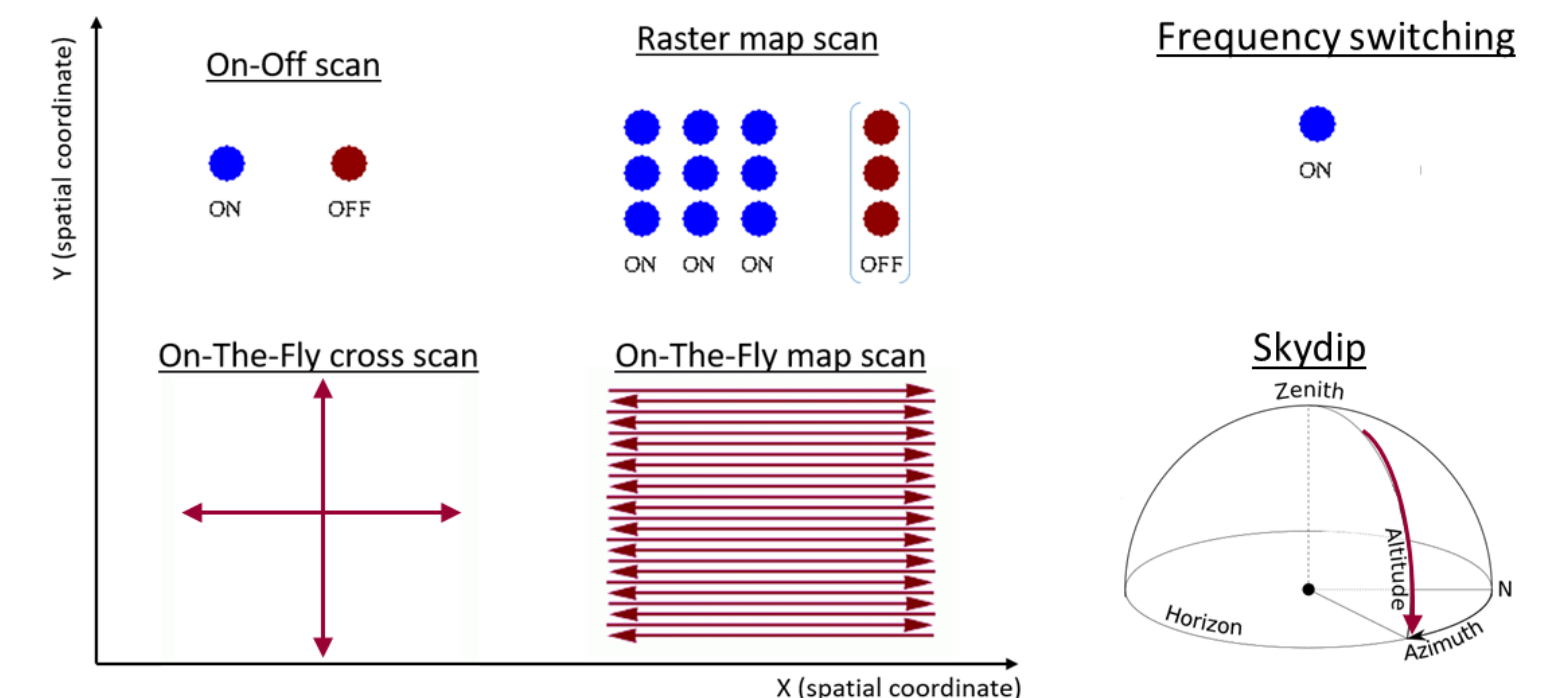 Y (spatial coordinate)
On-Off scan
ON OFF
Raster map scan
ON ON ON OFF
Frequency switching
ON
On-The-Fly cross scan
On-The-Fly map scan
Skydip
Zenith
Altitude
N
Horizon
Azimuth
X (spatial coordinate)